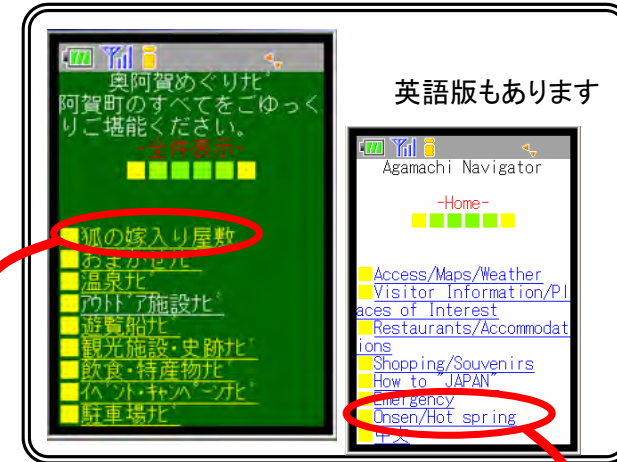 奥阿賀めぐりナビ
阿賀町のすべてをごゆっく
りご堪能ください。
-全件表示-
狐の嫁入り屋敷
おまかせナビ
温泉ナビ
アウトドア施設ナビ
遊覧船ナビ
観光施設・史跡ナビ
飲食・特産物ナビ
イベント・キャンペーンナビ
駐車場ナビ
英語版もあります
Agamachi Navigator
-Home-
Access/Maps/Weather
Visitor Information/Pl
aces of Interest
Restaurants/Accommodat
ions
Shopping/Souvenirs
How to "JAPAN"
Emergency
Onsen/Hot spring
中文